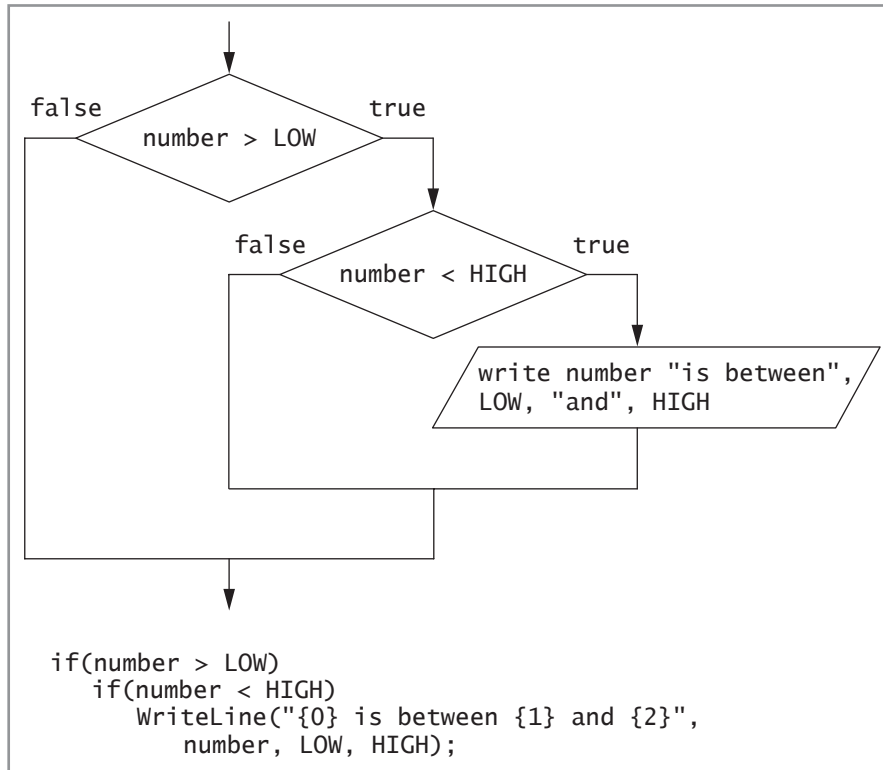 false
true
number > LOW
false
true
number < HIGH
write number "is between",
LOW, "and", HIGH
if(number > LOW)
if(number < HIGH)
WriteLine("{0} is between {1} and {2}",
number, LOW, HIGH);